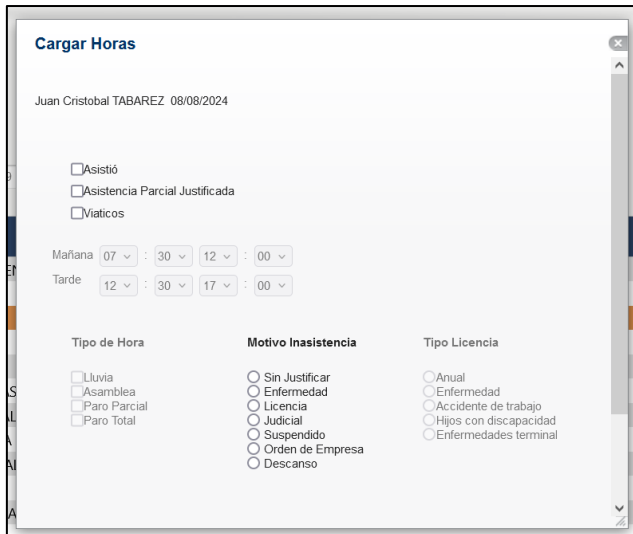 Cargar Horas
Juan Cristobal TABAREZ 08/08/2024
Asistió
Asistencia Parcial Justificada
Viaticos
Mañana 07 : 30 12 : 00
Tarde 12 : 30 17 : 00
Tipo de Hora Motivo Inasistencia Tipo Licencia
Lluvia Sin Justificar Anual
Asamblea Enfermedad Enfermedad
Paro Parcial Licencia Accidente de trabajo
Paro Total Judicial Hijos con discapacidad
Suspendido Enfermedades terminal
Orden de Empresa
Descanso